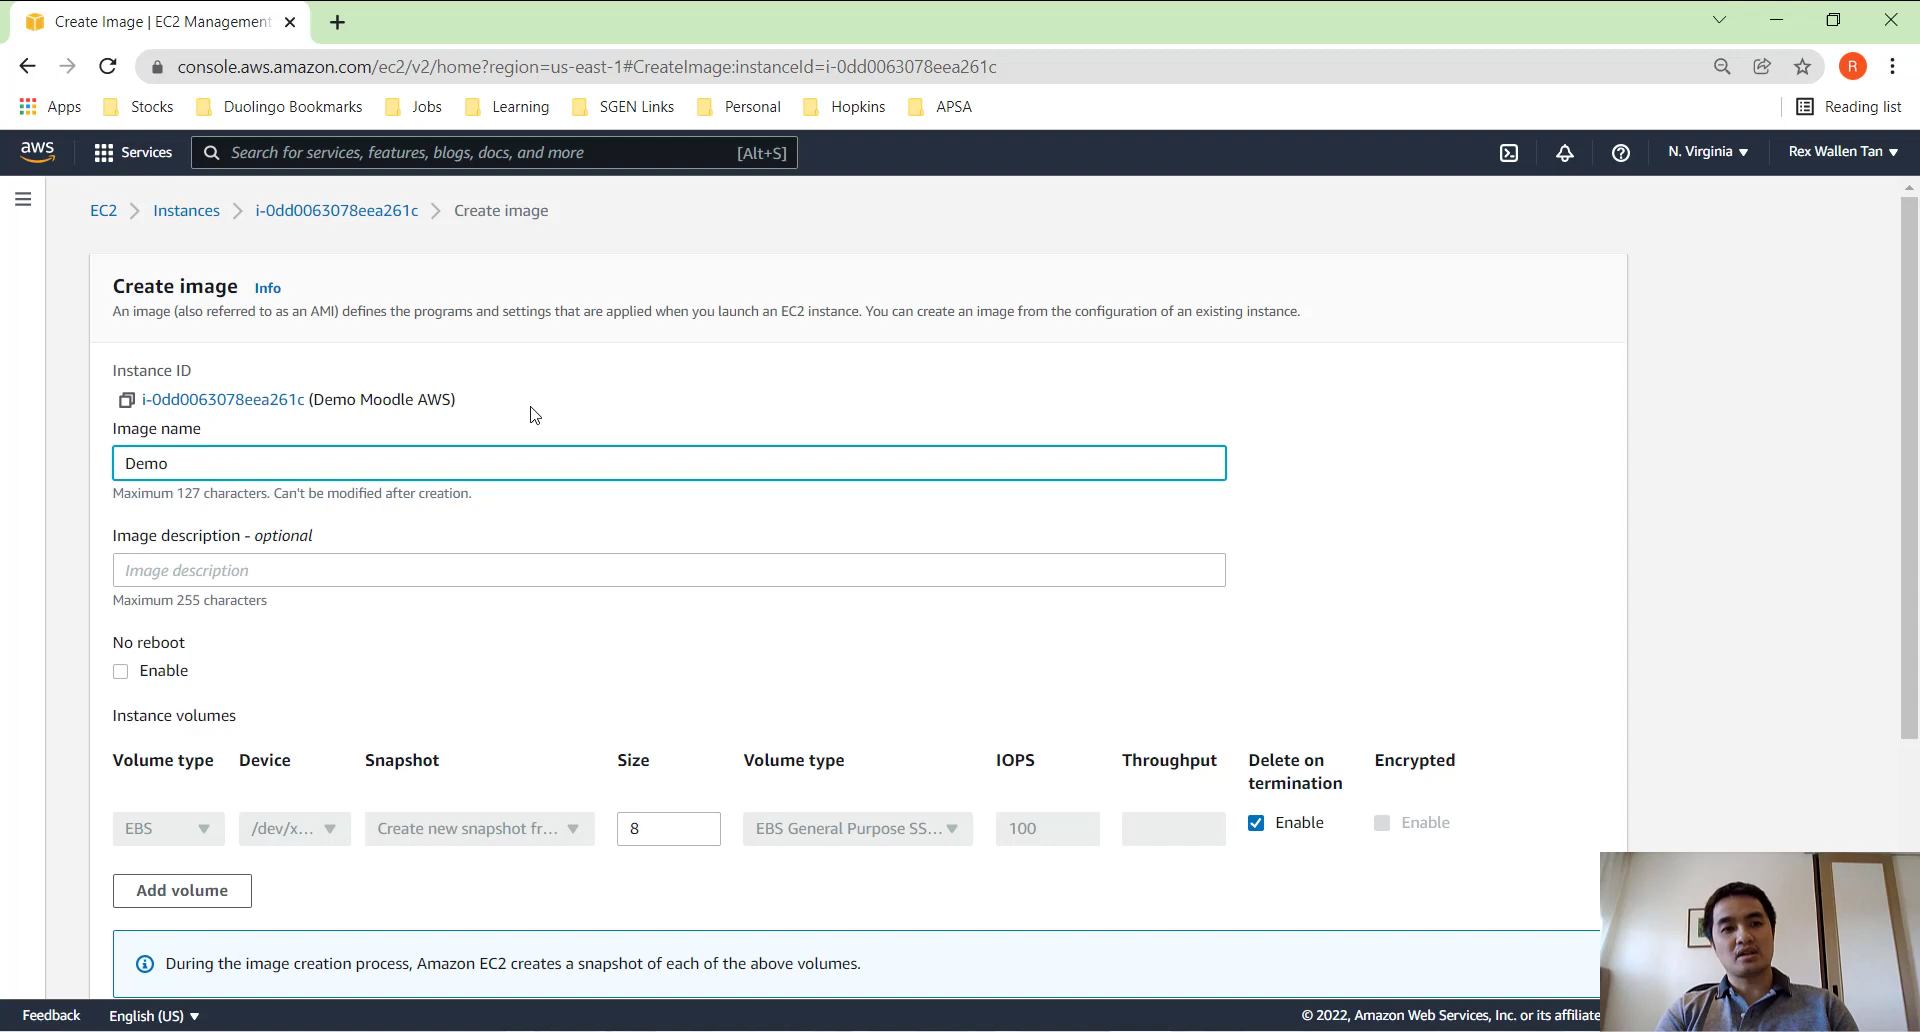 Create Image | EC2 Management
console.aws.amazon.com/ec2/v2/home?region=us-east-1#CreateImage:instanceId=i-0dd0063078eea261c
R
Apps
Stocks
Duolingo Bookmarks
Jobs
Learning
SGEN Links
Personal
Hopkins
APSA
Reading list
aws
Services
Search for services, features, blogs, docs, and more
[Alt+S]
N. Virginia
Rex Wallen Tan
EC2
Instances
i-0dd0063078eea261c
Create image
Create image Info
An image (also referred to as an AMI) defines the programs and settings that are applied when you launch an EC2 instance. You can create an image from the configuration of an existing instance.
Instance ID
i-0dd0063078eea261c (Demo Moodle AWS)
Image name
Demo
Maximum 127 characters. Can't be modified after creation.
Image description - optional
Image description
Maximum 255 characters
No reboot
Enable
Instance volumes
Volume type
Device
Snapshot
Size
Volume type
IOPS
Throughput
Delete on
termination
Encrypted
EBS
/dev/x...
Create new snapshot fr...
8
EBS General Purpose SS...
100
Enable
Enable
Add volume
During the image creation process, Amazon EC2 creates a snapshot of each of the above volumes.
Feedback
English (US)
© 2022, Amazon Web Services, Inc. or its affiliate